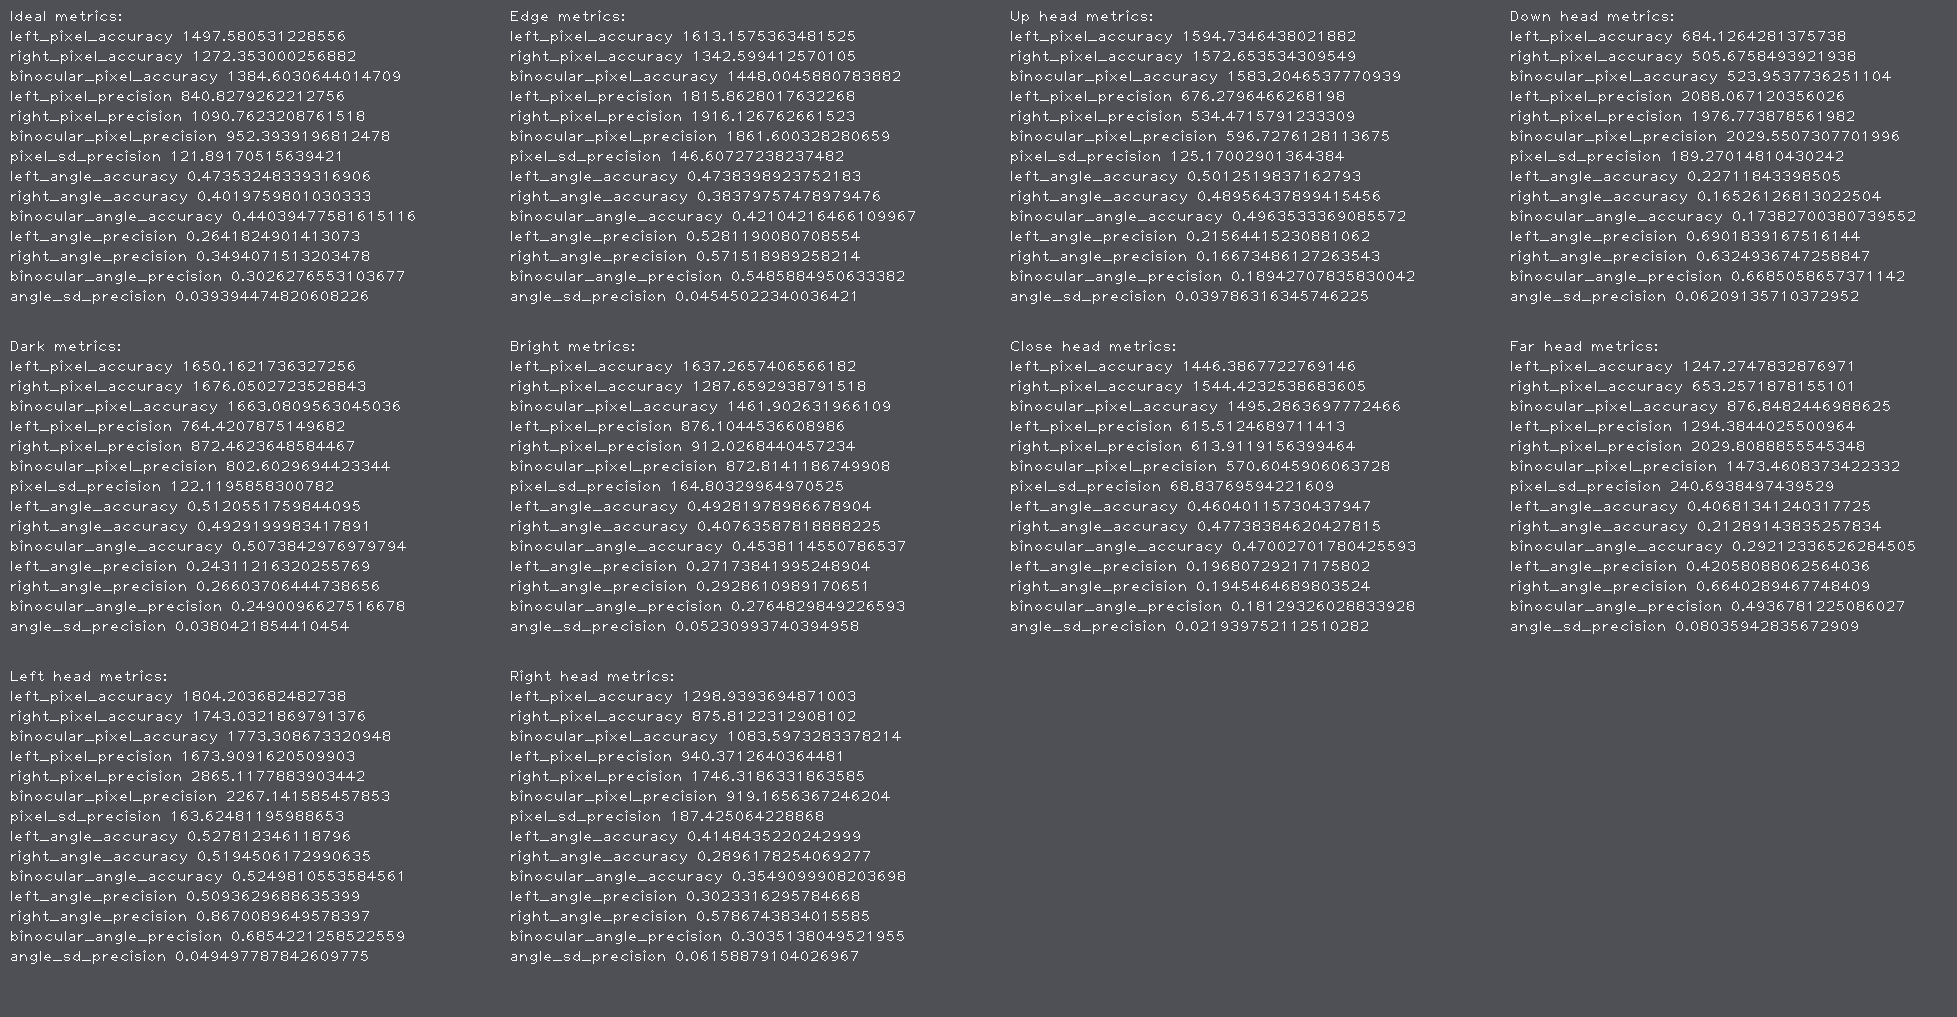 Ideal metrics:
left_pixel_accuracy 1497.580531228556
right_pixel_accuracy 1272.353000256882
binocular_pixel_accuracy 1384.6030644014709
left_pixel_precision 840.8279262212756
right_pixel_precision 1090.7623208761518
binocular_pixel_precision 952.3939196812478
pixel_sd_precision 121.89170515639421
left_angle_accuracy 0.47353248339316906
right_angle_accuracy 0.4019759801030333
binocular_angle_accuracy 0.44039477581615116
left_angle_precision 0.2641824901413073
right_angle_precision 0.3494071513203478
binocular_angle_precision 0.3026276553103677
angle_sd_precision 0.039394474820608226
Edge metrics:
left_pixel_accuracy 1613.1575363481525
right_pixel_accuracy 1342.599412570105
binocular_pixel_accuracy 1448.0045880783882
left_pixel_precision 1815.8628017632268
right_pixel_precision 1916.126762661523
binocular_pixel_precision 1861.600328280659
pixel_sd_precision 146.60727238237482
left_angle_accuracy 0.4738398923752183
right_angle_accuracy 0.38379757478979476
binocular_angle_accuracy 0.42104216466109967
left_angle_precision 0.5281190080708554
right_angle_precision 0.571518989258214
binocular_angle_precision 0.5485884950633382
angle_sd_precision 0.04545022340036421
Up head metrics:
left_pixel_accuracy 1594.7346438021882
right_pixel_accuracy 1572.653534309549
binocular_pixel_accuracy 1583.2046537770939
left_pixel_precision 676.2796466268198
right_pixel_precision 534.4715791233309
binocular_pixel_precision 596.7276128113675
pixel_sd_precision 125.17002901364384
left_angle_accuracy 0.5012519837162793
right_angle_accuracy 0.48956437899415456
binocular_angle_accuracy 0.4963533369085572
left_angle_precision 0.21564415230881062
right_angle_precision 0.16673486127263543
binocular_angle_precision 0.18942707835830042
angle_sd_precision 0.039786316345746225
Down head metrics:
left_pixel_accuracy 684.1264281375738
right_pixel_accuracy 505.6758493921938
binocular_pixel_accuracy 523.9537736251104
left_pixel_precision 2088.067120356026
right_pixel_precision 1976.773878561982
binocular_pixel_precision 2029.5507307701996
pixel_sd_precision 189.27014810430242
left_angle_accuracy 0.22711843398505
right_angle_accuracy 0.16526126813022504
binocular_angle_accuracy 0.17382700380739552
left_angle_precision 0.6901839167516144
right_angle_precision 0.6324936747258847
binocular_angle_precision 0.6685058657371142
angle_sd_precision 0.06209135710372952
Dark metrics:
left_pixel_accuracy 1650.1621736327256
right_pixel_accuracy 1676.0502723528843
binocular_pixel_accuracy 1663.0809563045036
left_pixel_precision 764.4207875149682
right_pixel_precision 872.4623648584467
binocular_pixel_precision 802.6029694423344
pixel_sd_precision 122.1195858300782
left_angle_accuracy 0.5120551759844095
right_angle_accuracy 0.4929199983417891
binocular_angle_accuracy 0.5073842976979794
left_angle_precision 0.24311216320255769
right_angle_precision 0.26603706444738656
binocular_angle_precision 0.2490096627516678
angle_sd_precision 0.0380421854410454
Bright metrics:
left_pixel_accuracy 1637.2657406566182
right_pixel_accuracy 1287.6592938791518
binocular_pixel_accuracy 1461.902631966109
left_pixel_precision 876.1044536608986
right_pixel_precision 912.0268440457234
binocular_pixel_precision 872.8141186749908
pixel_sd_precision 164.80329964970525
left_angle_accuracy 0.49281978986678904
right_angle_accuracy 0.40763587818888225
binocular_angle_accuracy 0.4538114550786537
left_angle_precision 0.27173841995248904
right_angle_precision 0.2928610989170651
binocular_angle_precision 0.2764829849226593
angle_sd_precision 0.05230993740394958
Close head metrics:
left_pixel_accuracy 1446.3867722769146
right_pixel_accuracy 1544.4232538683605
binocular_pixel_accuracy 1495.2863697772466
left_pixel_precision 615.5124689711413
right_pixel_precision 613.9119156399464
binocular_pixel_precision 570.6045906063728
pixel_sd_precision 68.83769594221609
left_angle_accuracy 0.46040115730437947
right_angle_accuracy 0.47738384620427815
binocular_angle_accuracy 0.47002701780425593
left_angle_precision 0.19680729217175802
right_angle_precision 0.1945464689803524
binocular_angle_precision 0.18129326028833928
angle_sd_precision 0.021939752112510282
Far head metrics:
left_pixel_accuracy 1247.2747832876971
right_pixel_accuracy 653.2571878155101
binocular_pixel_accuracy 876.8482446988625
left_pixel_precision 1294.3844025500964
right_pixel_precision 2029.8088855545348
binocular_pixel_precision 1473.4608373422332
pixel_sd_precision 240.6938497439529
left_angle_accuracy 0.40681341240317725
right_angle_accuracy 0.21289143835257834
binocular_angle_accuracy 0.29212336526284505
left_angle_precision 0.42058088062564036
right_angle_precision 0.6640289467748409
binocular_angle_precision 0.4936781225086027
angle_sd_precision 0.08035942835672909
Left head metrics:
left_pixel_accuracy 1804.203682482738
right_pixel_accuracy 1743.0321869791376
binocular_pixel_accuracy 1773.308673320948
left_pixel_precision 1673.9091620509903
right_pixel_precision 2865.1177883903442
binocular_pixel_precision 2267.141585457853
pixel_sd_precision 163.62481195988653
left_angle_accuracy 0.527812346118796
right_angle_accuracy 0.5194506172990635
binocular_angle_accuracy 0.5249810553584561
left_angle_precision 0.5093629688635399
right_angle_precision 0.8670089649578397
binocular_angle_precision 0.6854221258522559
angle_sd_precision 0.049497787842609775
Right head metrics:
left_pixel_accuracy 1298.9393694871003
right_pixel_accuracy 875.8122312908102
binocular_pixel_accuracy 1083.5973283378214
left_pixel_precision 940.3712640364481
right_pixel_precision 1746.3186331863585
binocular_pixel_precision 919.1656367246204
pixel_sd_precision 187.425064228868
left_angle_accuracy 0.4148435220242999
right_angle_accuracy 0.2896178254069277
binocular_angle_accuracy 0.3549099908203698
left_angle_precision 0.3023316295784668
right_angle_precision 0.5786743834015585
binocular_angle_precision 0.3035138049521955
angle_sd_precision 0.06158879104026967